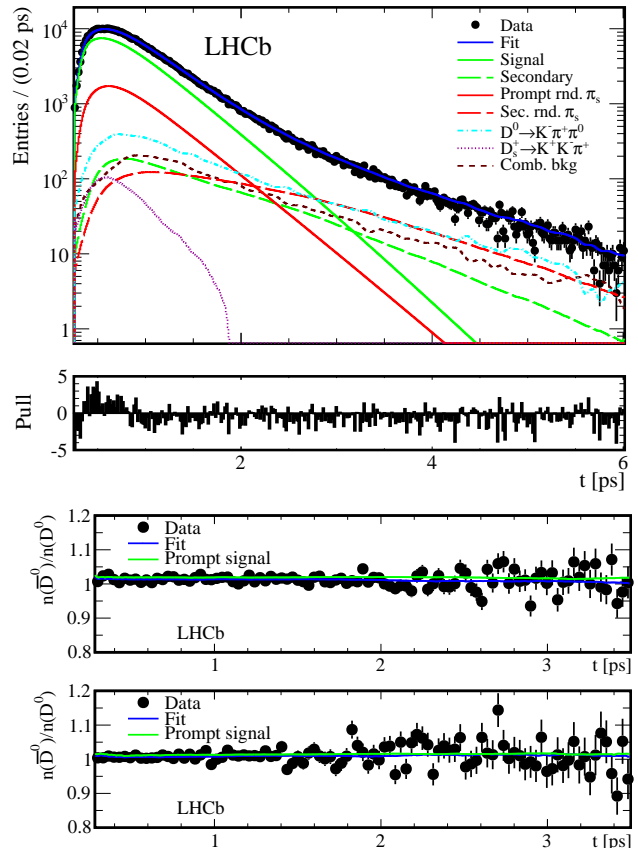 Entries / (0.02 ps)
10⁴
10³
10²
10
1
LHCb
Data
Fit
Signal
Secondary
Prompt rnd. πs
Sec. rnd. πs
D⁰→K⁻π⁺π⁰
Ds⁺→K⁺K⁻π⁺
Comb. bkg
Pull
5
0
-5
2 4 6
t [ps]
n(D̅⁰)/n(D⁰)
1.2
1.1
1.0
0.9
0.8
Data
Fit
Prompt signal
LHCb
1 2 3
t [ps]
n(D̅⁰)/n(D⁰)
1.2
1.1
1.0
0.9
0.8
Data
Fit
Prompt signal
LHCb
1 2 3
t [ps]